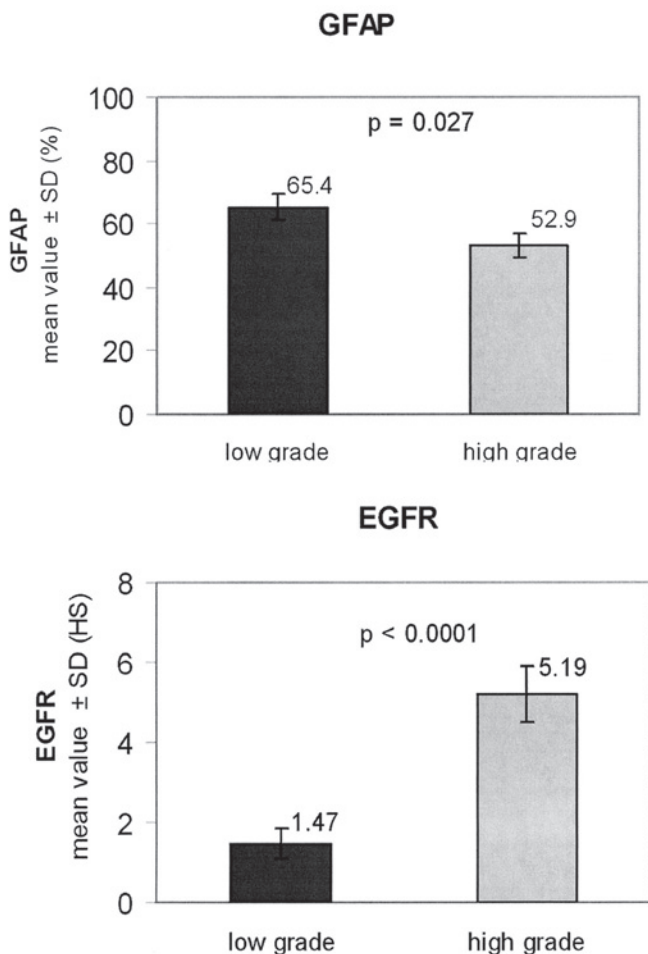 GFAP
GFAP
mean value ± SD (%)
100
80
60
40
20
0
p = 0.027
65.4
52.9
low grade
high grade
EGFR
EGFR
mean value ± SD (HS)
8
6
4
2
0
p < 0.0001
1.47
5.19
low grade
high grade